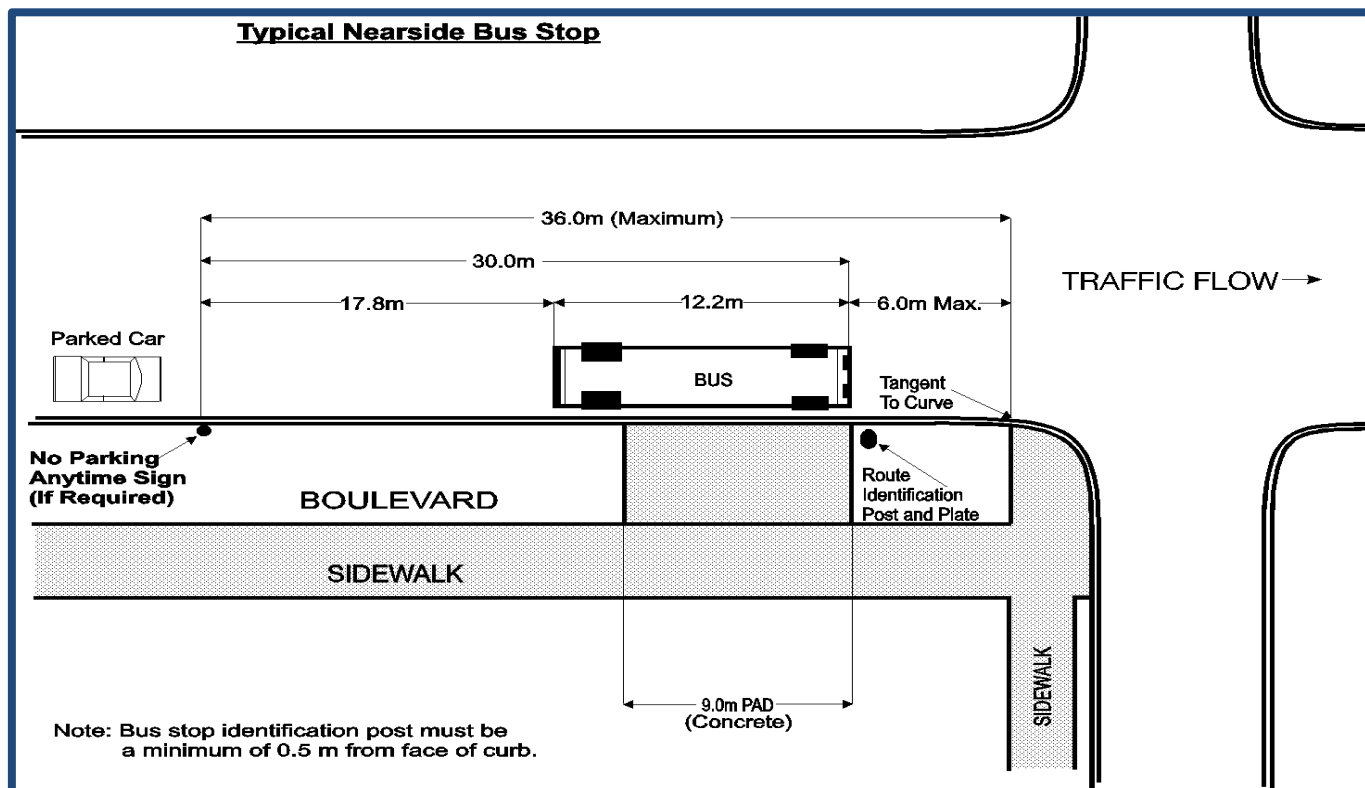 Typical Nearside Bus Stop
36.0m (Maximum)
30.0m
17.8m
12.2m
6.0m Max.
TRAFFIC FLOW
Parked Car
BUS
Tangent
To Curve
No Parking
Anytime Sign
(If Required)
BOULEVARD
Route
Identification
Post and Plate
SIDEWALK
SIDEWALK
9.0m PAD
(Concrete)
Note: Bus stop identification post must be
a minimum of 0.5 m from face of curb.